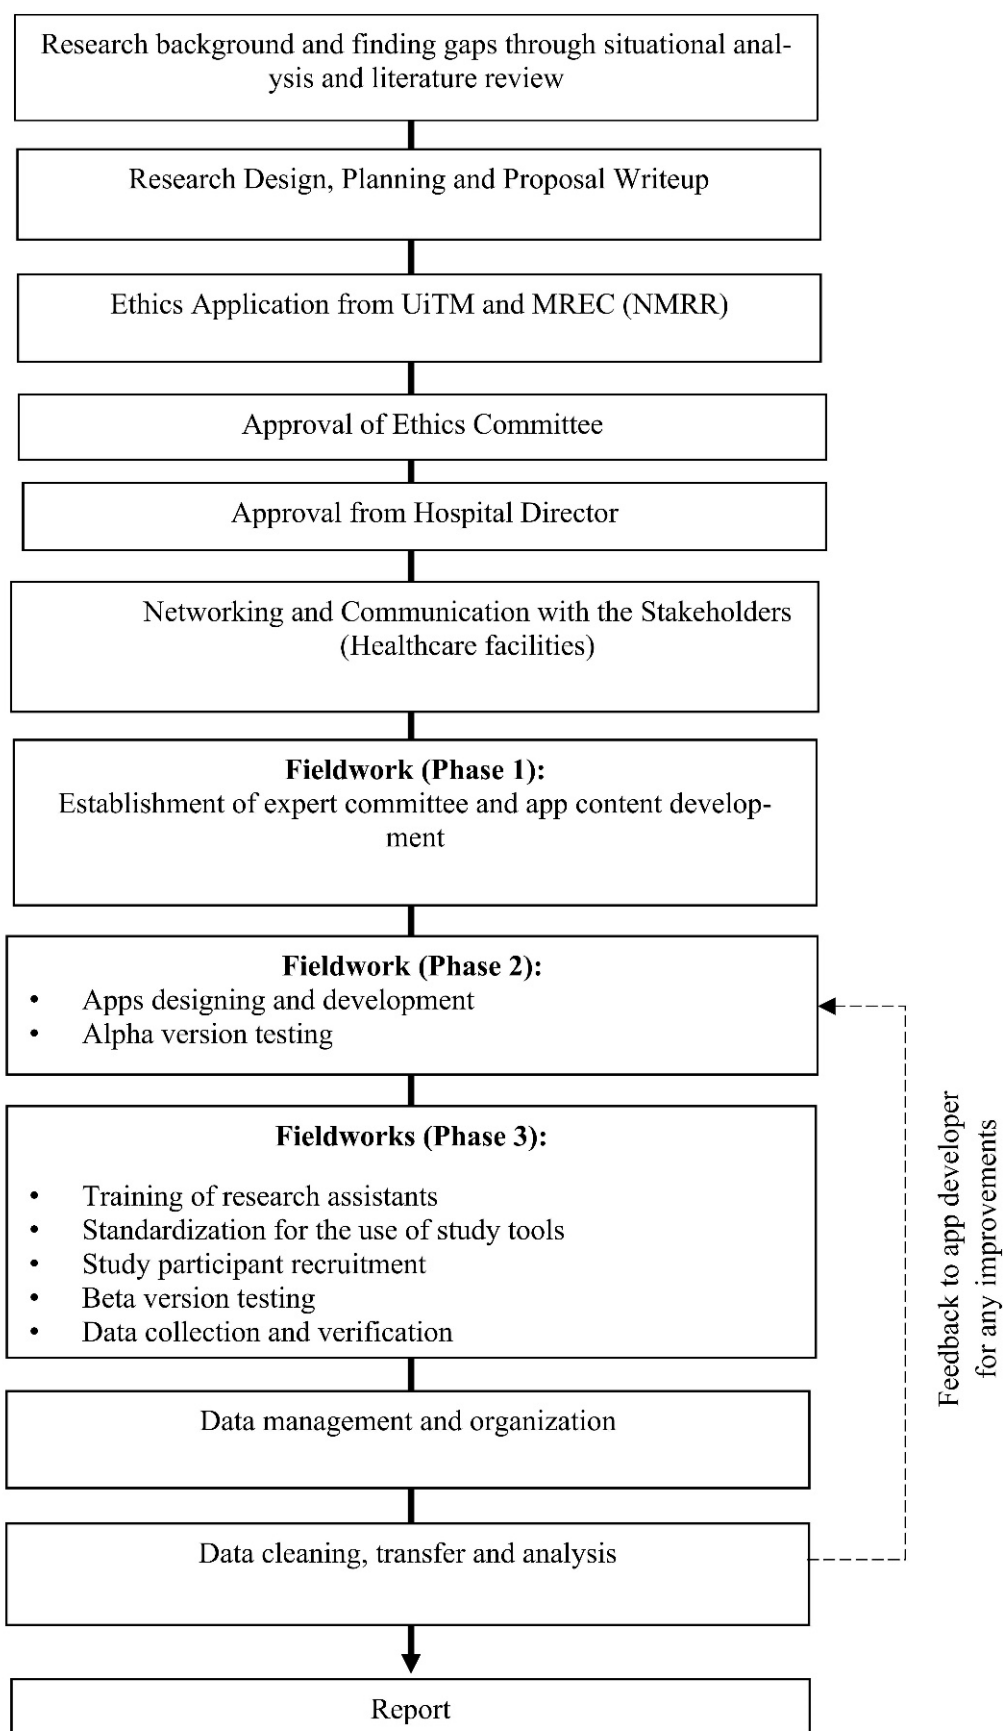 Research background and finding gaps through situational anal-
ysis and literature review
Research Design, Planning and Proposal Writeup
Ethics Application from UiTM and MREC (NMRR)
Approval of Ethics Committee
Approval from Hospital Director
Networking and Communication with the Stakeholders
(Healthcare facilities)
Fieldwork (Phase 1):
Establishment of expert committee and app content develop-
ment
Fieldwork (Phase 2):
• Apps designing and development
• Alpha version testing
Fieldworks (Phase 3):
• Training of research assistants
• Standardization for the use of study tools
• Study participant recruitment
• Beta version testing
• Data collection and verification
Data management and organization
Data cleaning, transfer and analysis
Report
Feedback to app developer
for any improvements